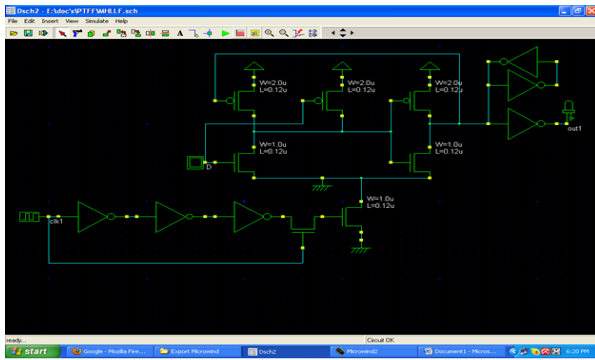 Dsch2 - E:\doc's\PTFF\WHLLF.sch
File Edit Insert View Simulate Help
A
W=2.0u W=2.0u W=2.0u
L=0.12u L=0.12u L=0.12u
out1
W=1.0u W=1.0u
L=0.12u L=0.12u
D
W=1.0u
L=0.12u
clk1
ready.. Circuit OK
start Google - Mozilla Fire... Export Microwind Dsch2 Microwind2 Document1 - Micros... 6:20 PM